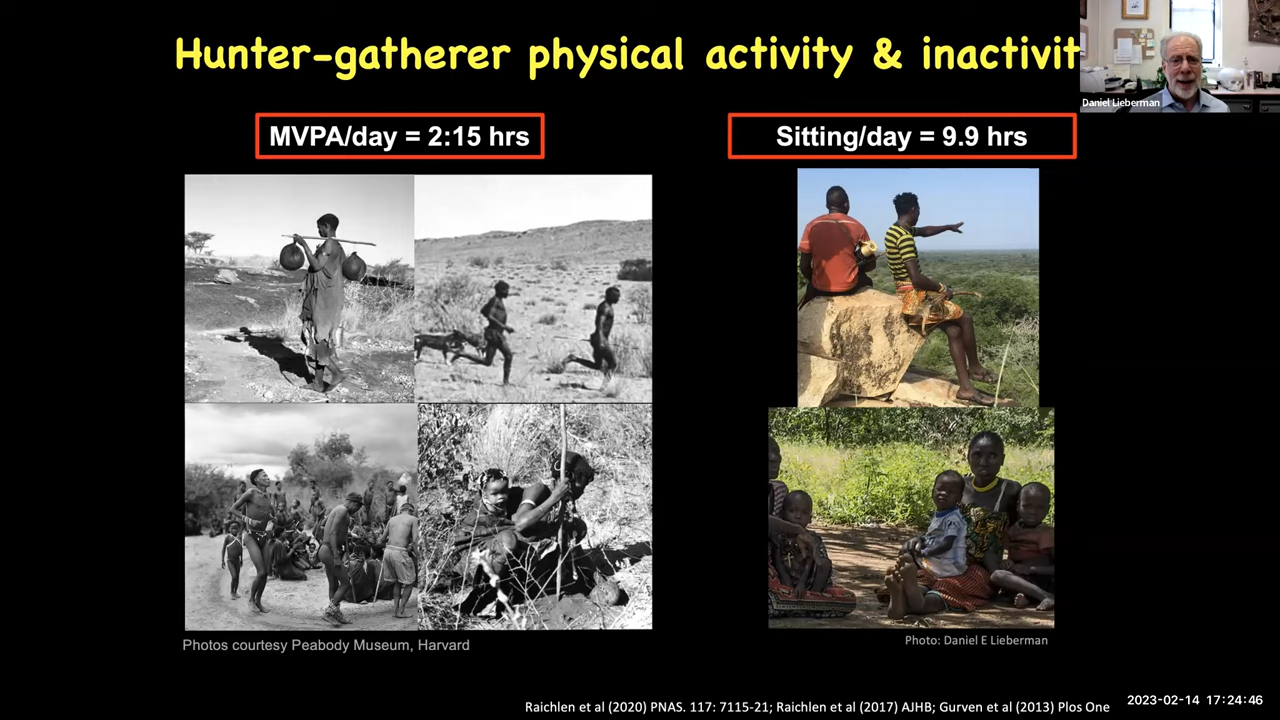 Hunter-gatherer physical activity & inactivit
Daniel Lieberman
MVPA/day = 2:15 hrs
Sitting/day = 9.9 hrs
Photos courtesy Peabody Museum, Harvard
Photo: Daniel E Lieberman
Raichlen et al (2020) PNAS. 117: 7115-21; Raichlen et al (2017) AJHB; Gurven et al (2013) Plos One
2023-02-14 17:24:46